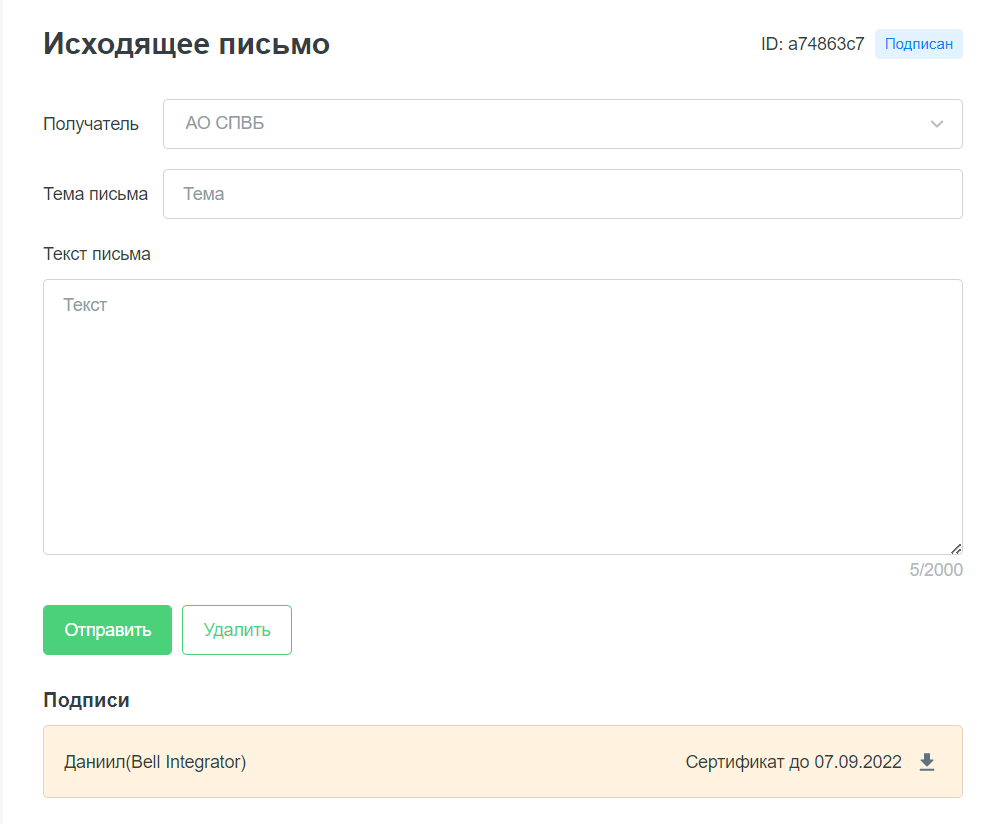 Исходящее письмо
ID: a74863c7 Подписан
Получатель АО СПВБ
Тема письма Тема
Текст письма
Текст
5/2000
Отправить Удалить
Подписи
Даниил(Bell Integrator) Сертификат до 07.09.2022